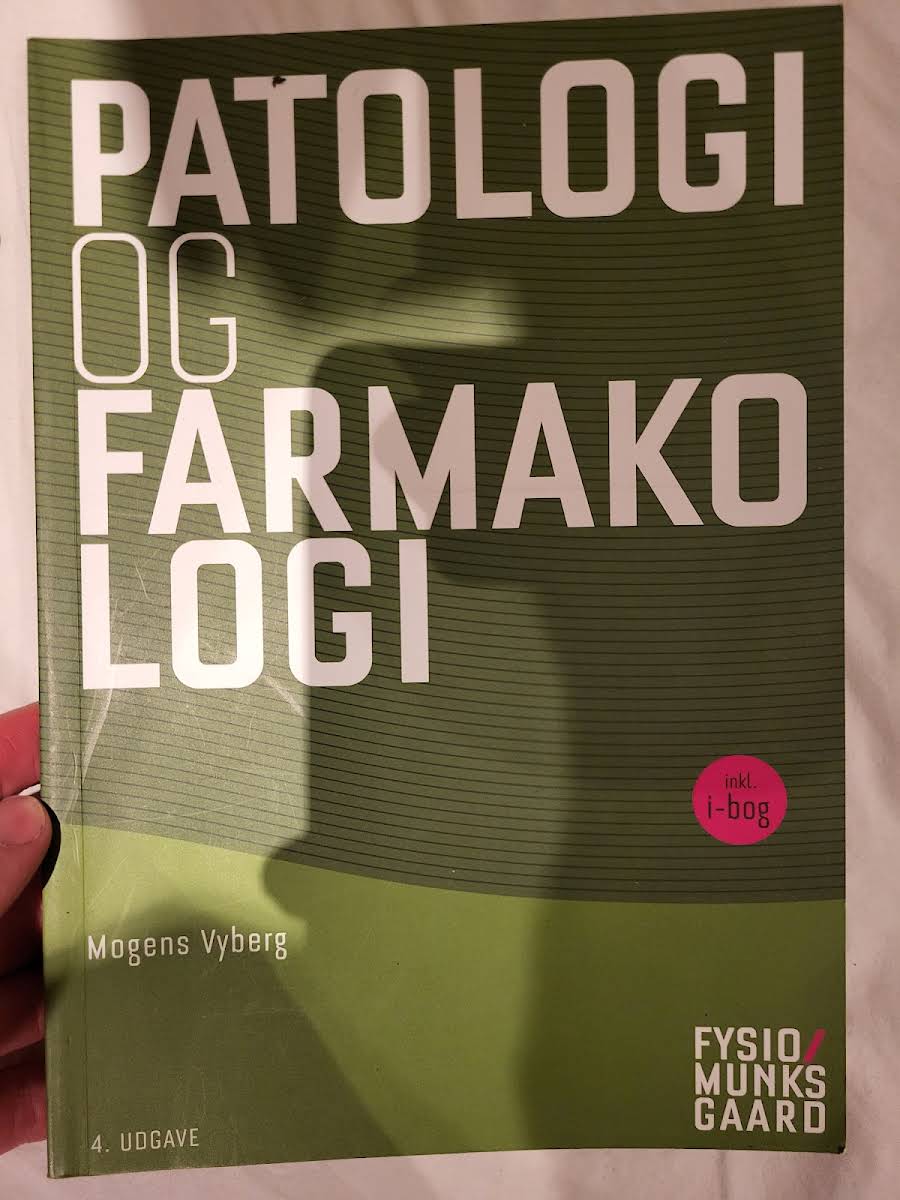 PATOLOGI
OG
FARMAKO
LOGI
inkl.
i-bog
Mogens Vyberg
FYSIO/
MUNKS
GAARD
4. UDGAVE